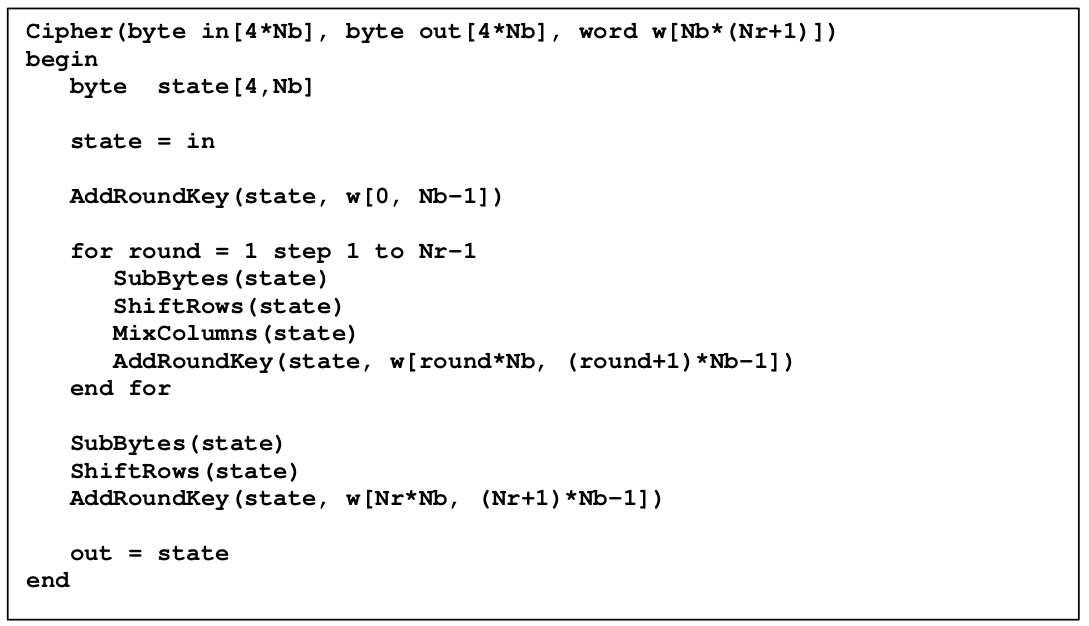 Cipher(byte in[4*Nb], byte out[4*Nb], word w[Nb*(Nr+1)])
begin
   byte  state[4,Nb]

   state = in

   AddRoundKey(state, w[0, Nb-1])

   for round = 1 step 1 to Nr-1
      SubBytes(state)
      ShiftRows(state)
      MixColumns(state)
      AddRoundKey(state, w[round*Nb, (round+1)*Nb-1])
   end for

   SubBytes(state)
   ShiftRows(state)
   AddRoundKey(state, w[Nr*Nb, (Nr+1)*Nb-1])

   out = state
end